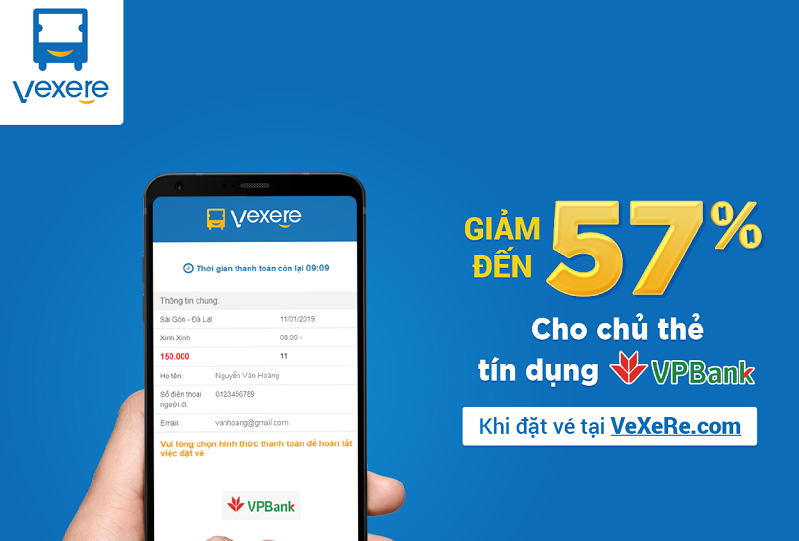 vexere
vexere
Thời gian thanh toán còn lại 09:09
Thông tin chung:
Sài Gòn - Đà Lạt 11/01/2019
Xinh Xinh 06:00 -
150.000 11
Họ tên: Nguyễn Văn Hoàng
Số điện thoại 0123456789
người đi:
Email: vanhoang@gmail.com
Vui lòng chọn hình thức thanh toán để hoàn tất
việc đặt vé
VPBank
GIẢM
ĐẾN 57%
Cho chủ thẻ
tín dụng VPBank
Khi đặt vé tại VeXeRe.com